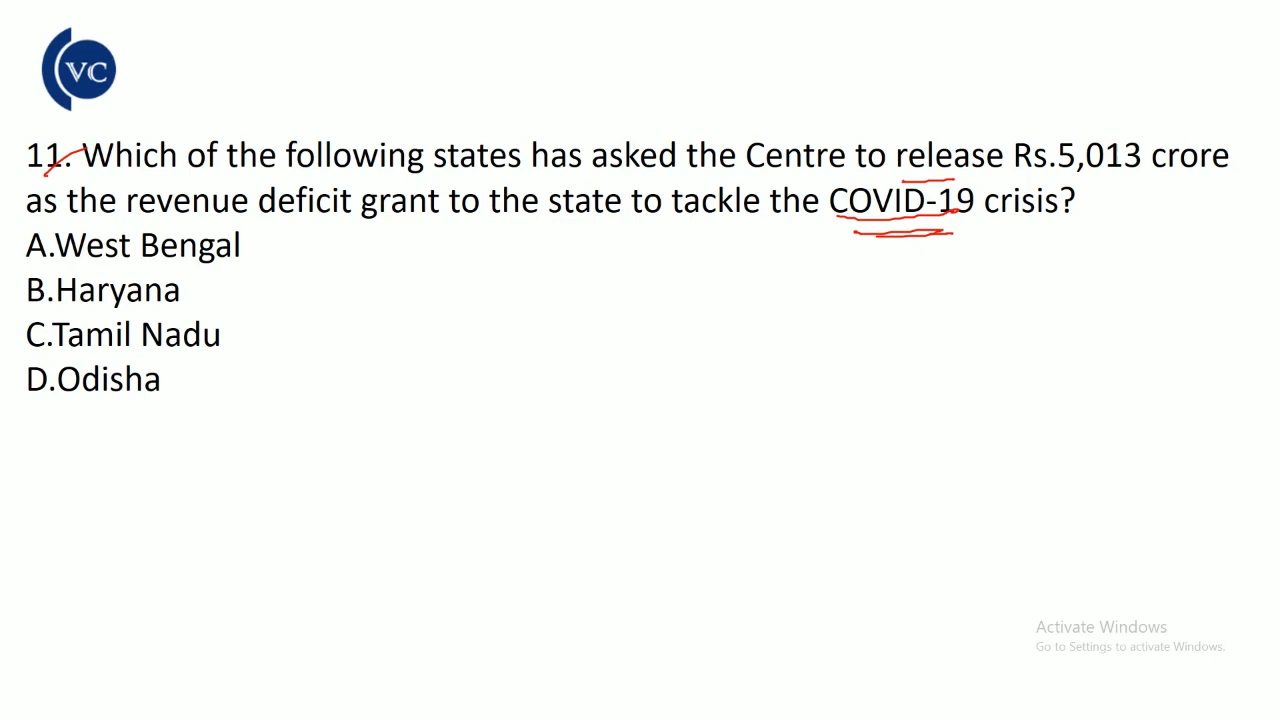 VC
11. Which of the following states has asked the Centre to release Rs.5,013 crore
as the revenue deficit grant to the state to tackle the COVID-19 crisis?
A.West Bengal
B.Haryana
C.Tamil Nadu
D.Odisha
Activate Windows
Go to Settings to activate Windows.